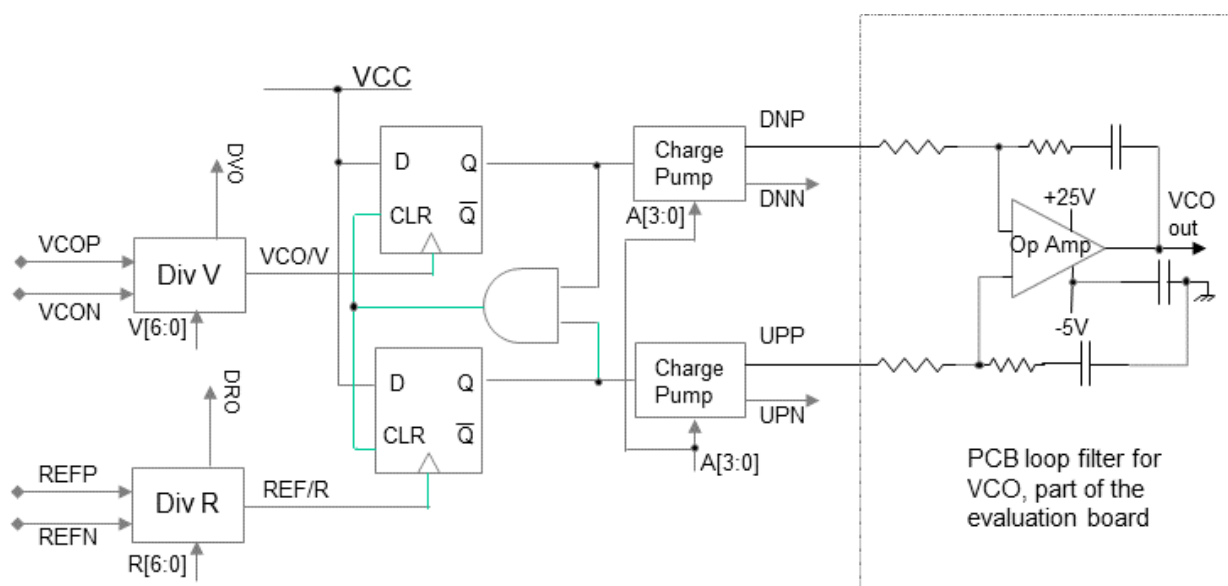 VCC
DVO
VCOP
VCON
Div V
V[6:0]
VCO/V
D
Q
CLR
Q̅
Charge
Pump
A[3:0]
DNP
DNN
+25V
Op Amp
-5V
VCO
out
DRO
REFP
REFN
Div R
R[6:0]
REF/R
D
Q
CLR
Q̅
Charge
Pump
A[3:0]
UPP
UPN
PCB loop filter for
VCO, part of the
evaluation board